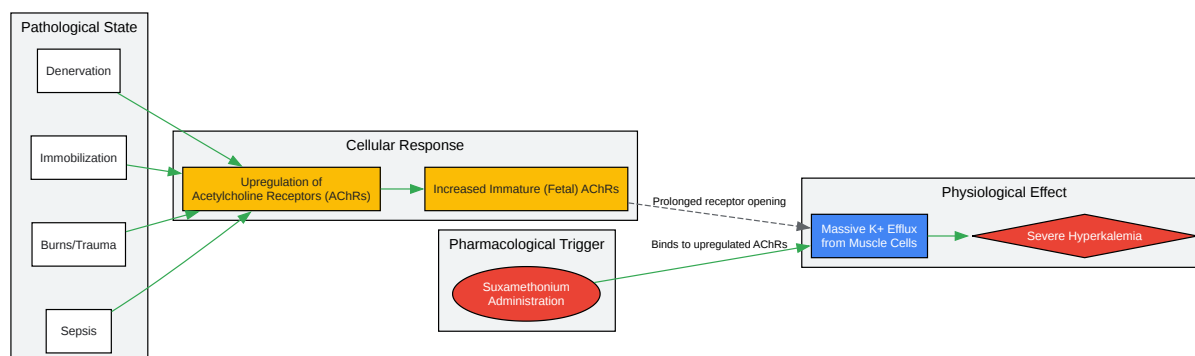 Pathological State
Denervation
Immobilization
Burns/Trauma
Sepsis
Cellular Response
Upregulation of
Acetylcholine Receptors (AChRs)
Increased Immature (Fetal) AChRs
Pharmacological Trigger
Suxamethonium
Administration
Prolonged receptor opening
Binds to upregulated AChRs
Physiological Effect
Massive K+ Efflux
from Muscle Cells
Severe Hyperkalemia